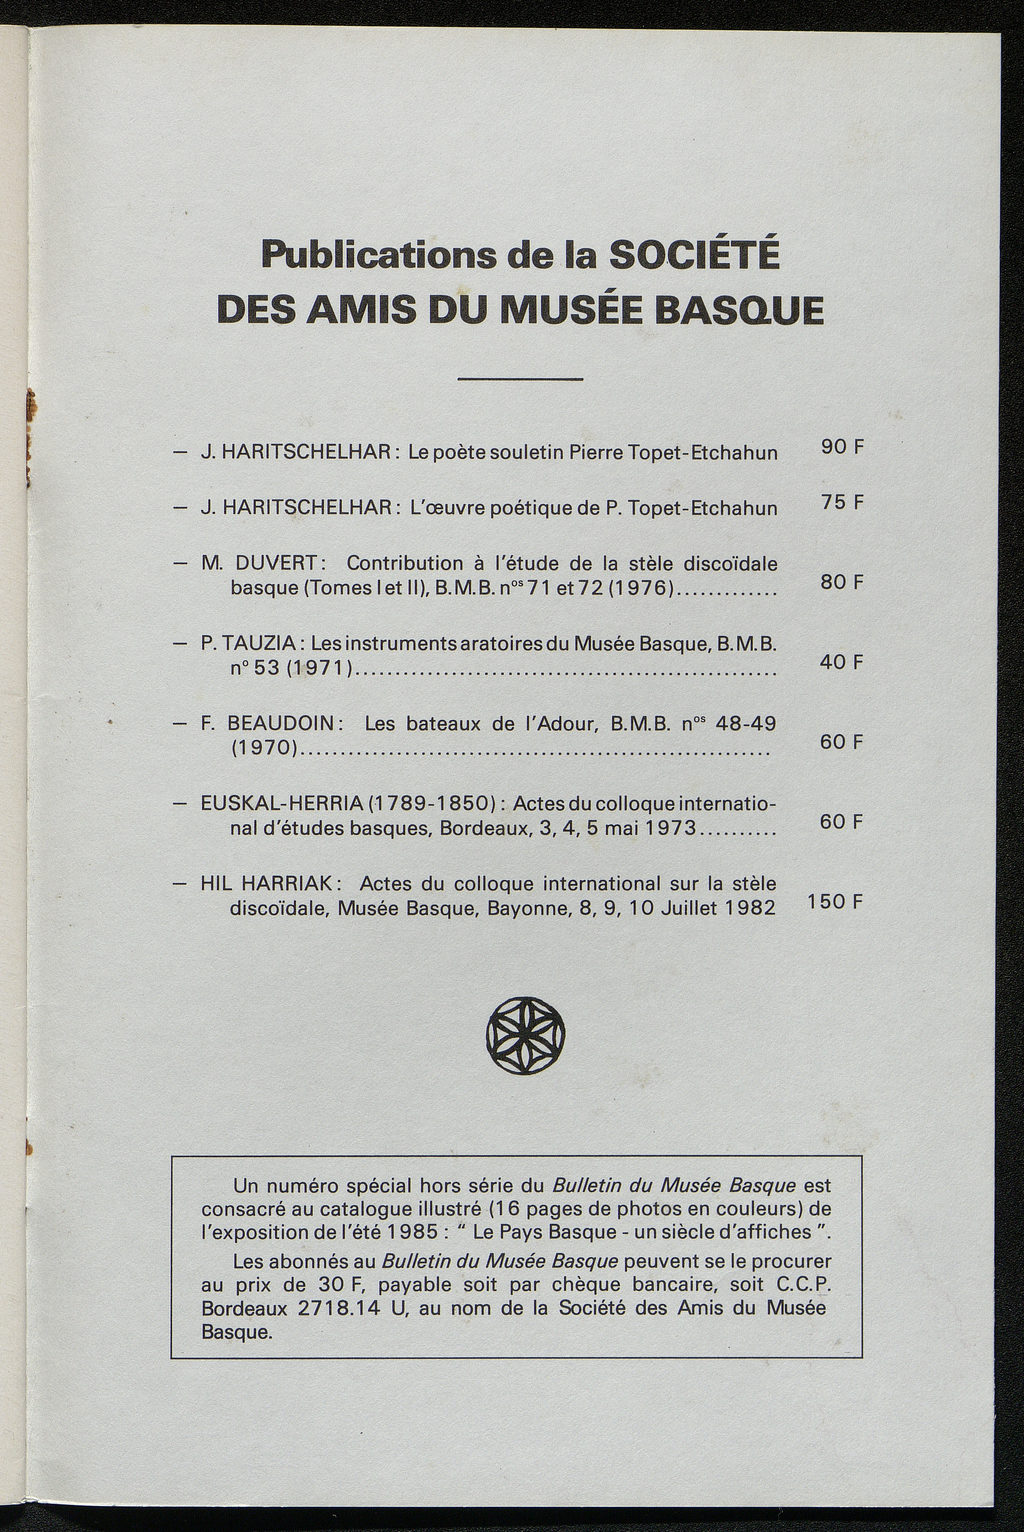 Publications de la SOCIÉTÉ
DES AMIS DU MUSÉE BASQUE
— J. HARITSCHELHAR : Le poète souletin Pierre Topet-Etchahun 90 F
— J. HARITSCHELHAR : L'œuvre poétique de P. Topet-Etchahun 75 F
— M. DUVERT : Contribution à l'étude de la stèle discoïdale
basque (Tomes I et II), B.M.B. nos 71 et 72 (1976)............. 80 F
— P. TAUZIA : Les instruments aratoires du Musée Basque, B.M.B.
n° 53 (1971)..................................................... 40 F
— F. BEAUDOIN : Les bateaux de l'Adour, B.M.B. nos 48-49
(1970)........................................................... 60 F
— EUSKAL-HERRIA (1789-1850) : Actes du colloque internatio-
nal d'études basques, Bordeaux, 3, 4, 5 mai 1973.......... 60 F
— HIL HARRIAK : Actes du colloque international sur la stèle
discoïdale, Musée Basque, Bayonne, 8, 9, 10 Juillet 1982 150 F
Un numéro spécial hors série du Bulletin du Musée Basque est
consacré au catalogue illustré (16 pages de photos en couleurs) de
l'exposition de l'été 1985 : " Le Pays Basque - un siècle d'affiches ".
Les abonnés au Bulletin du Musée Basque peuvent se le procurer
au prix de 30 F, payable soit par chèque bancaire, soit C.C.P.
Bordeaux 2718.14 U, au nom de la Société des Amis du Musée
Basque.